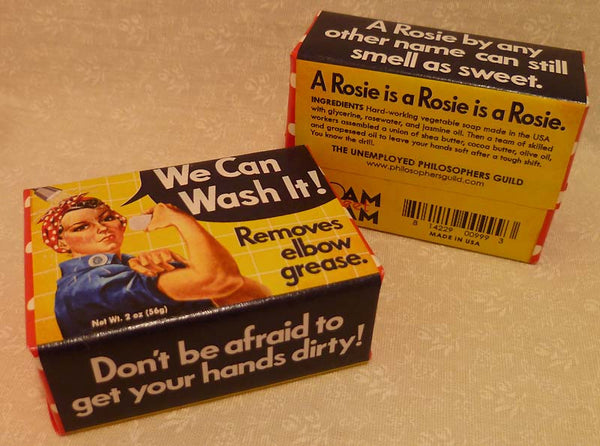 We Can
Wash It!
Removes
elbow
grease.
Net Wt. 2 oz (56g)
Don't be afraid to
get your hands dirty!
A Rosie by any
other name can still
smell as sweet.
A Rosie is a Rosie is a Rosie.
INGREDIENTS Hard-working vegetable soap made in the USA
with glycerine, rosewater, and jasmine oil. Then a team of skilled
workers assembled a union of shea butter, cocoa butter, olive oil,
and grapeseed oil to leave your hands soft after a tough shift.
You know the drill.
THE UNEMPLOYED PHILOSOPHERS GUILD
www.philosophersguild.com
8 14229 00999 3
MADE IN USA